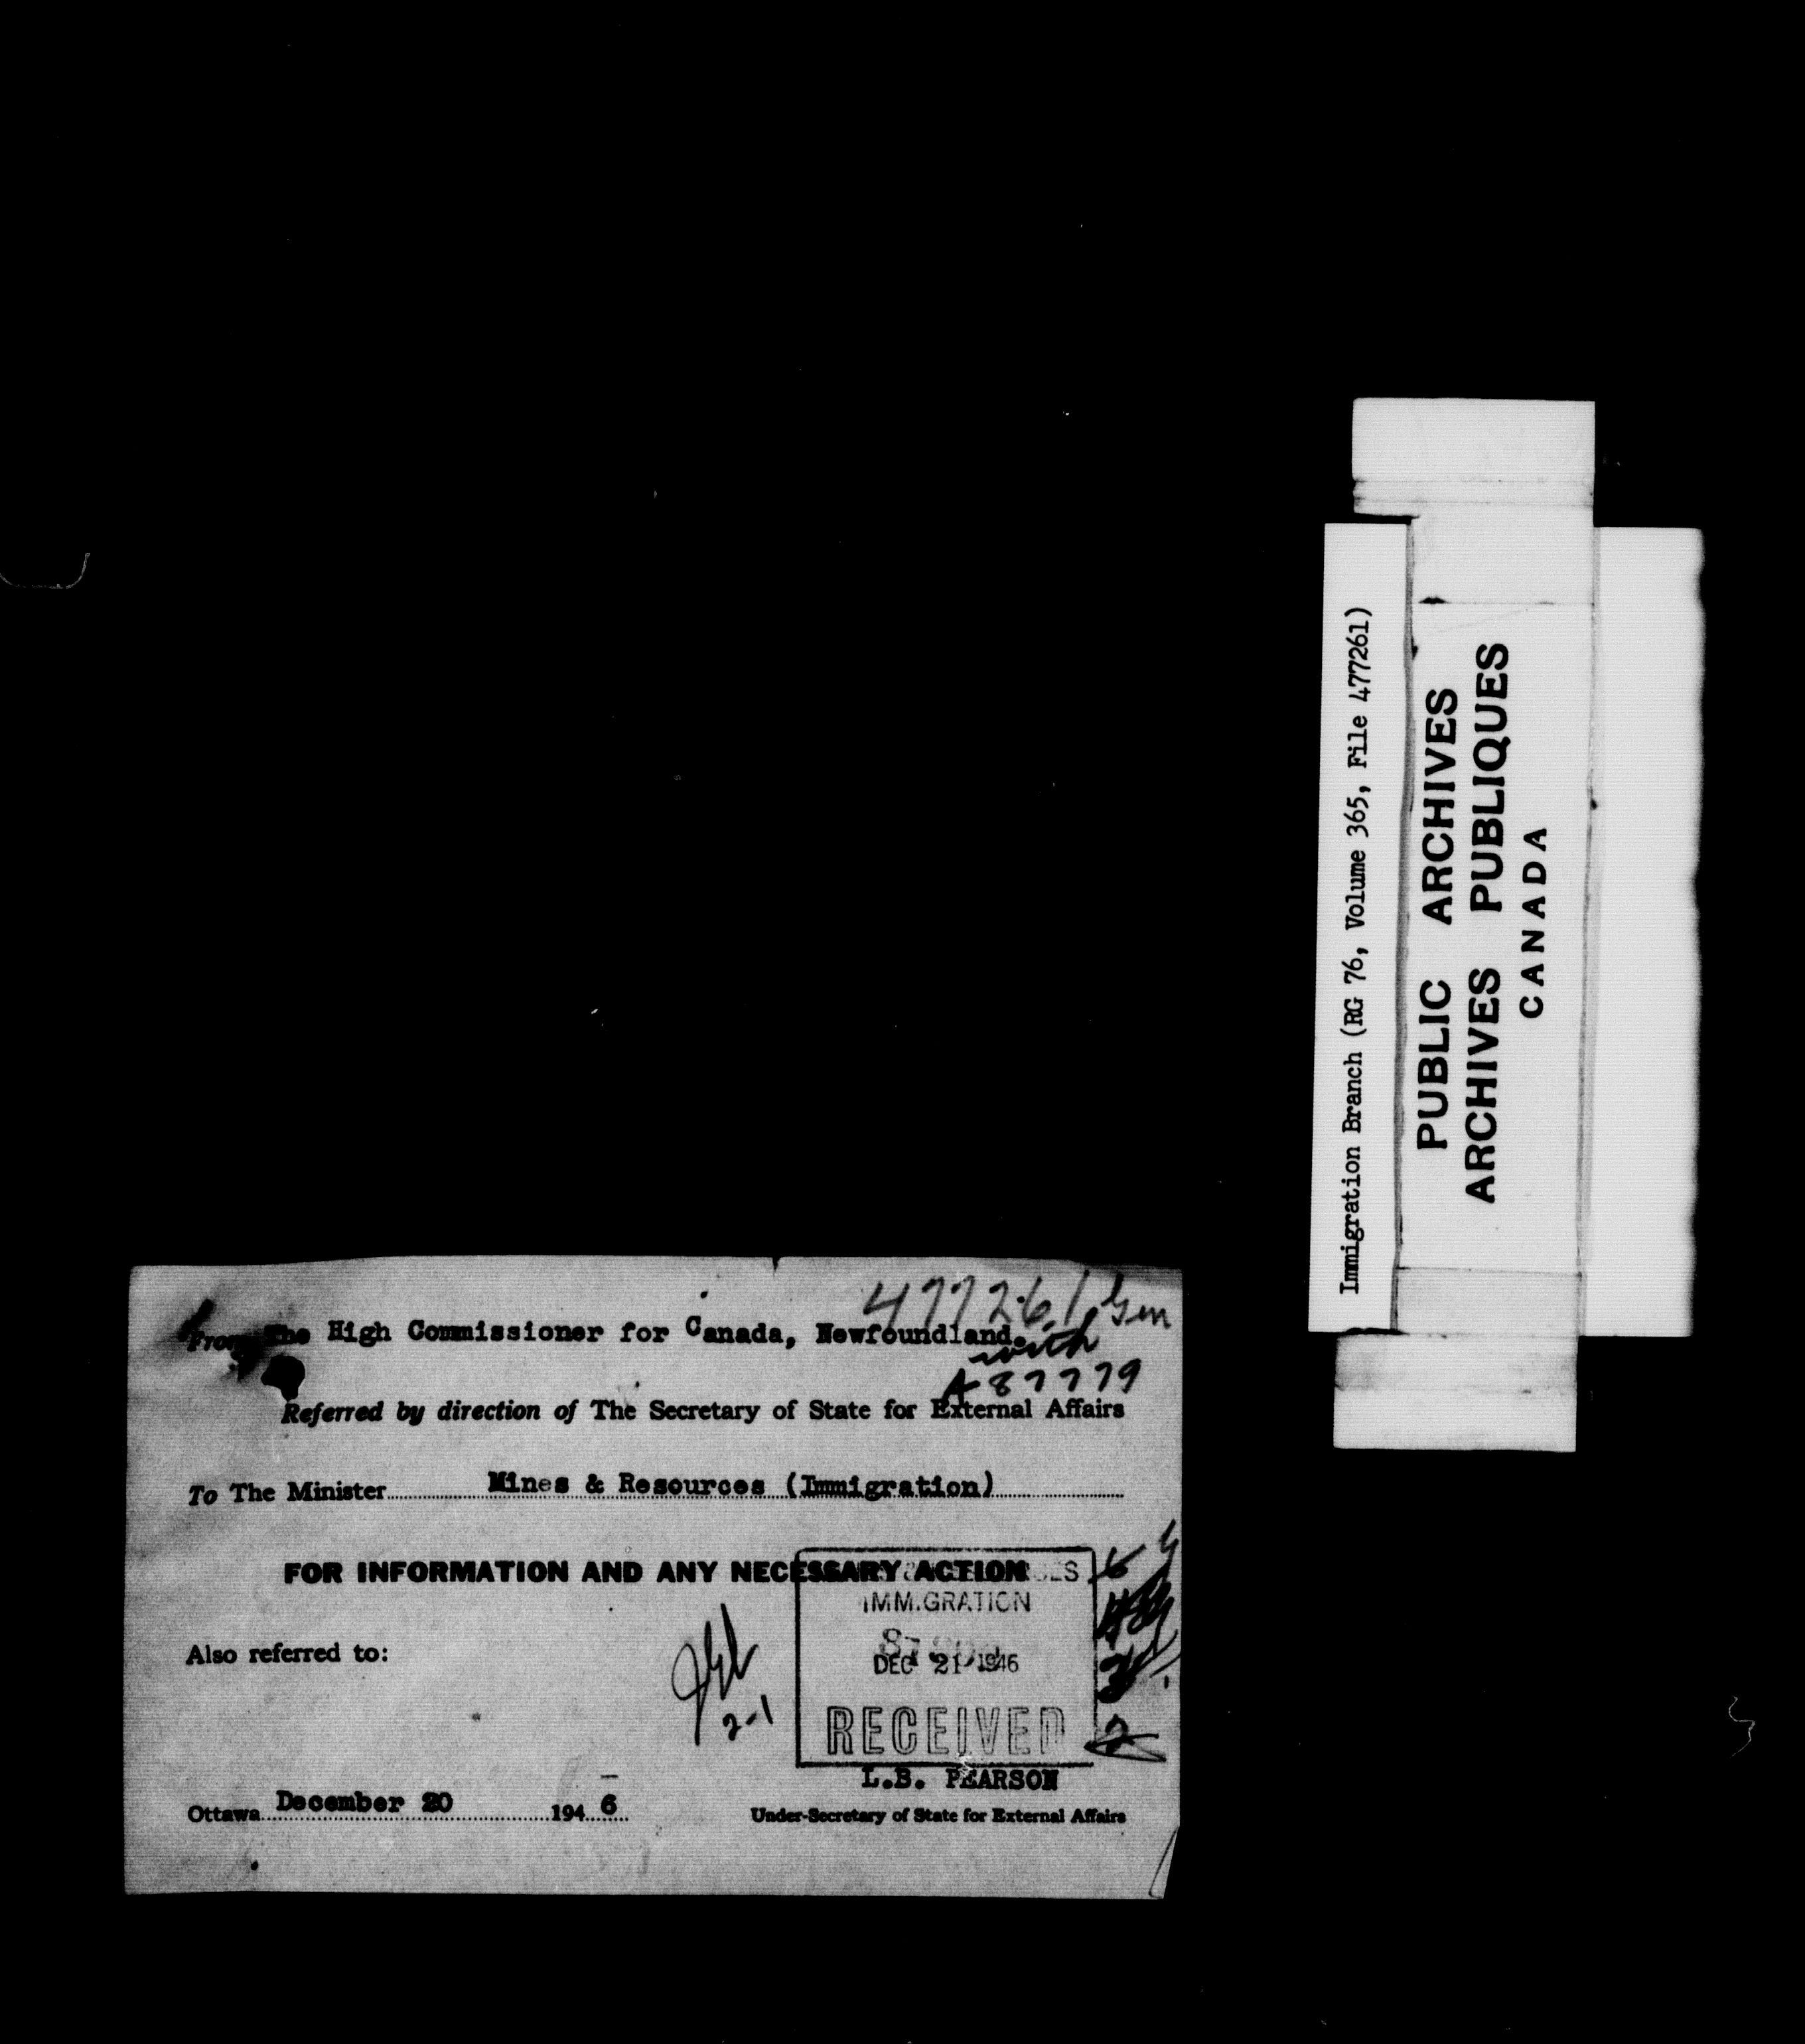 477261 Gen
From The High Commissioner for Canada, Newfoundland.
with
A 87779
Referred by direction of The Secretary of State for External Affairs
To The Minister Mines & Resources (Immigration)
FOR INFORMATION AND ANY NECESSARY ACTION
IMMIGRATION
Also referred to:
DEC 21 1946
2-1
RECEIVED
2
L.B. PEARSON
Ottawa December 20 1946
Under-Secretary of State for External Affairs
Immigration Branch (RG 76, Volume 365, File 477261)
PUBLIC ARCHIVES
ARCHIVES PUBLIQUES
CANADA